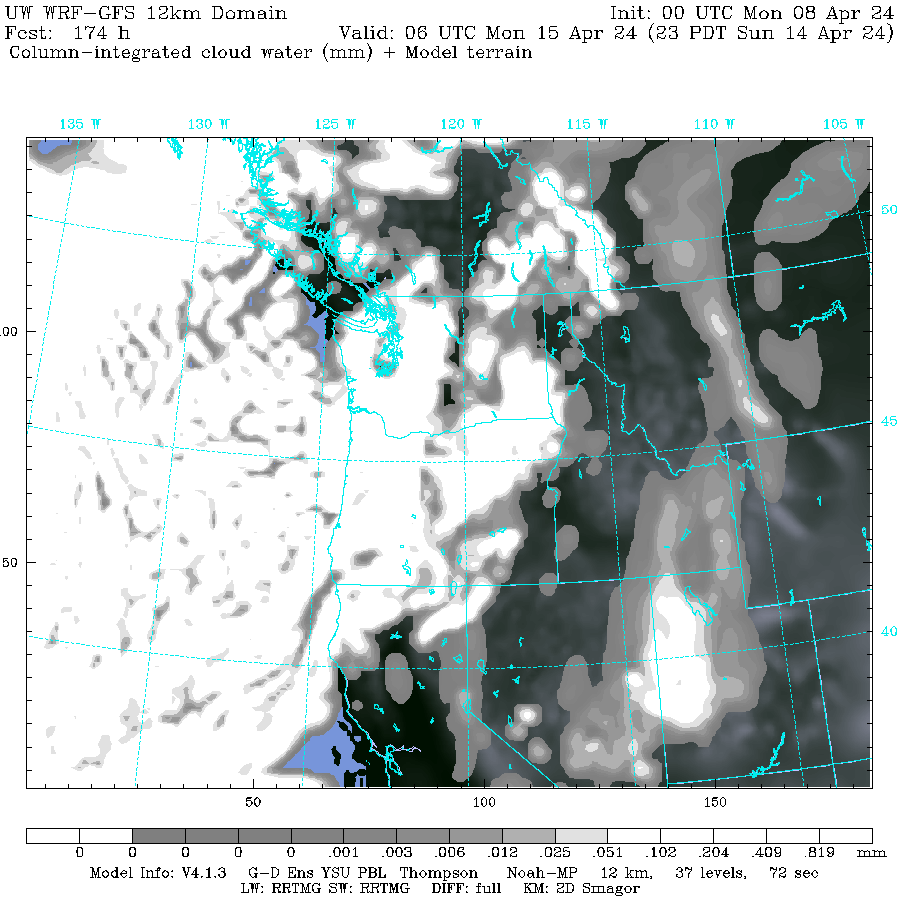 UW WRF-GFS 12km Domain Init: 00 UTC Mon 08 Apr 24
Fcst: 174 h Valid: 06 UTC Mon 15 Apr 24 (23 PDT Sun 14 Apr 24)
Column-integrated cloud water (mm) + Model terrain
135 W 130 W 125 W 120 W 115 W 110 W 105 W
50
00
45
50
40
50 100 150
0 0 0 0 .001 .003 .006 .012 .025 .051 .102 .204 .409 .819 mm
Model Info: V4.1.3 G-D Ens YSU PBL Thompson Noah-MP 12 km, 37 levels, 72 sec
LW: RRTMG SW: RRTMG DIFF: full KM: 2D Smagor